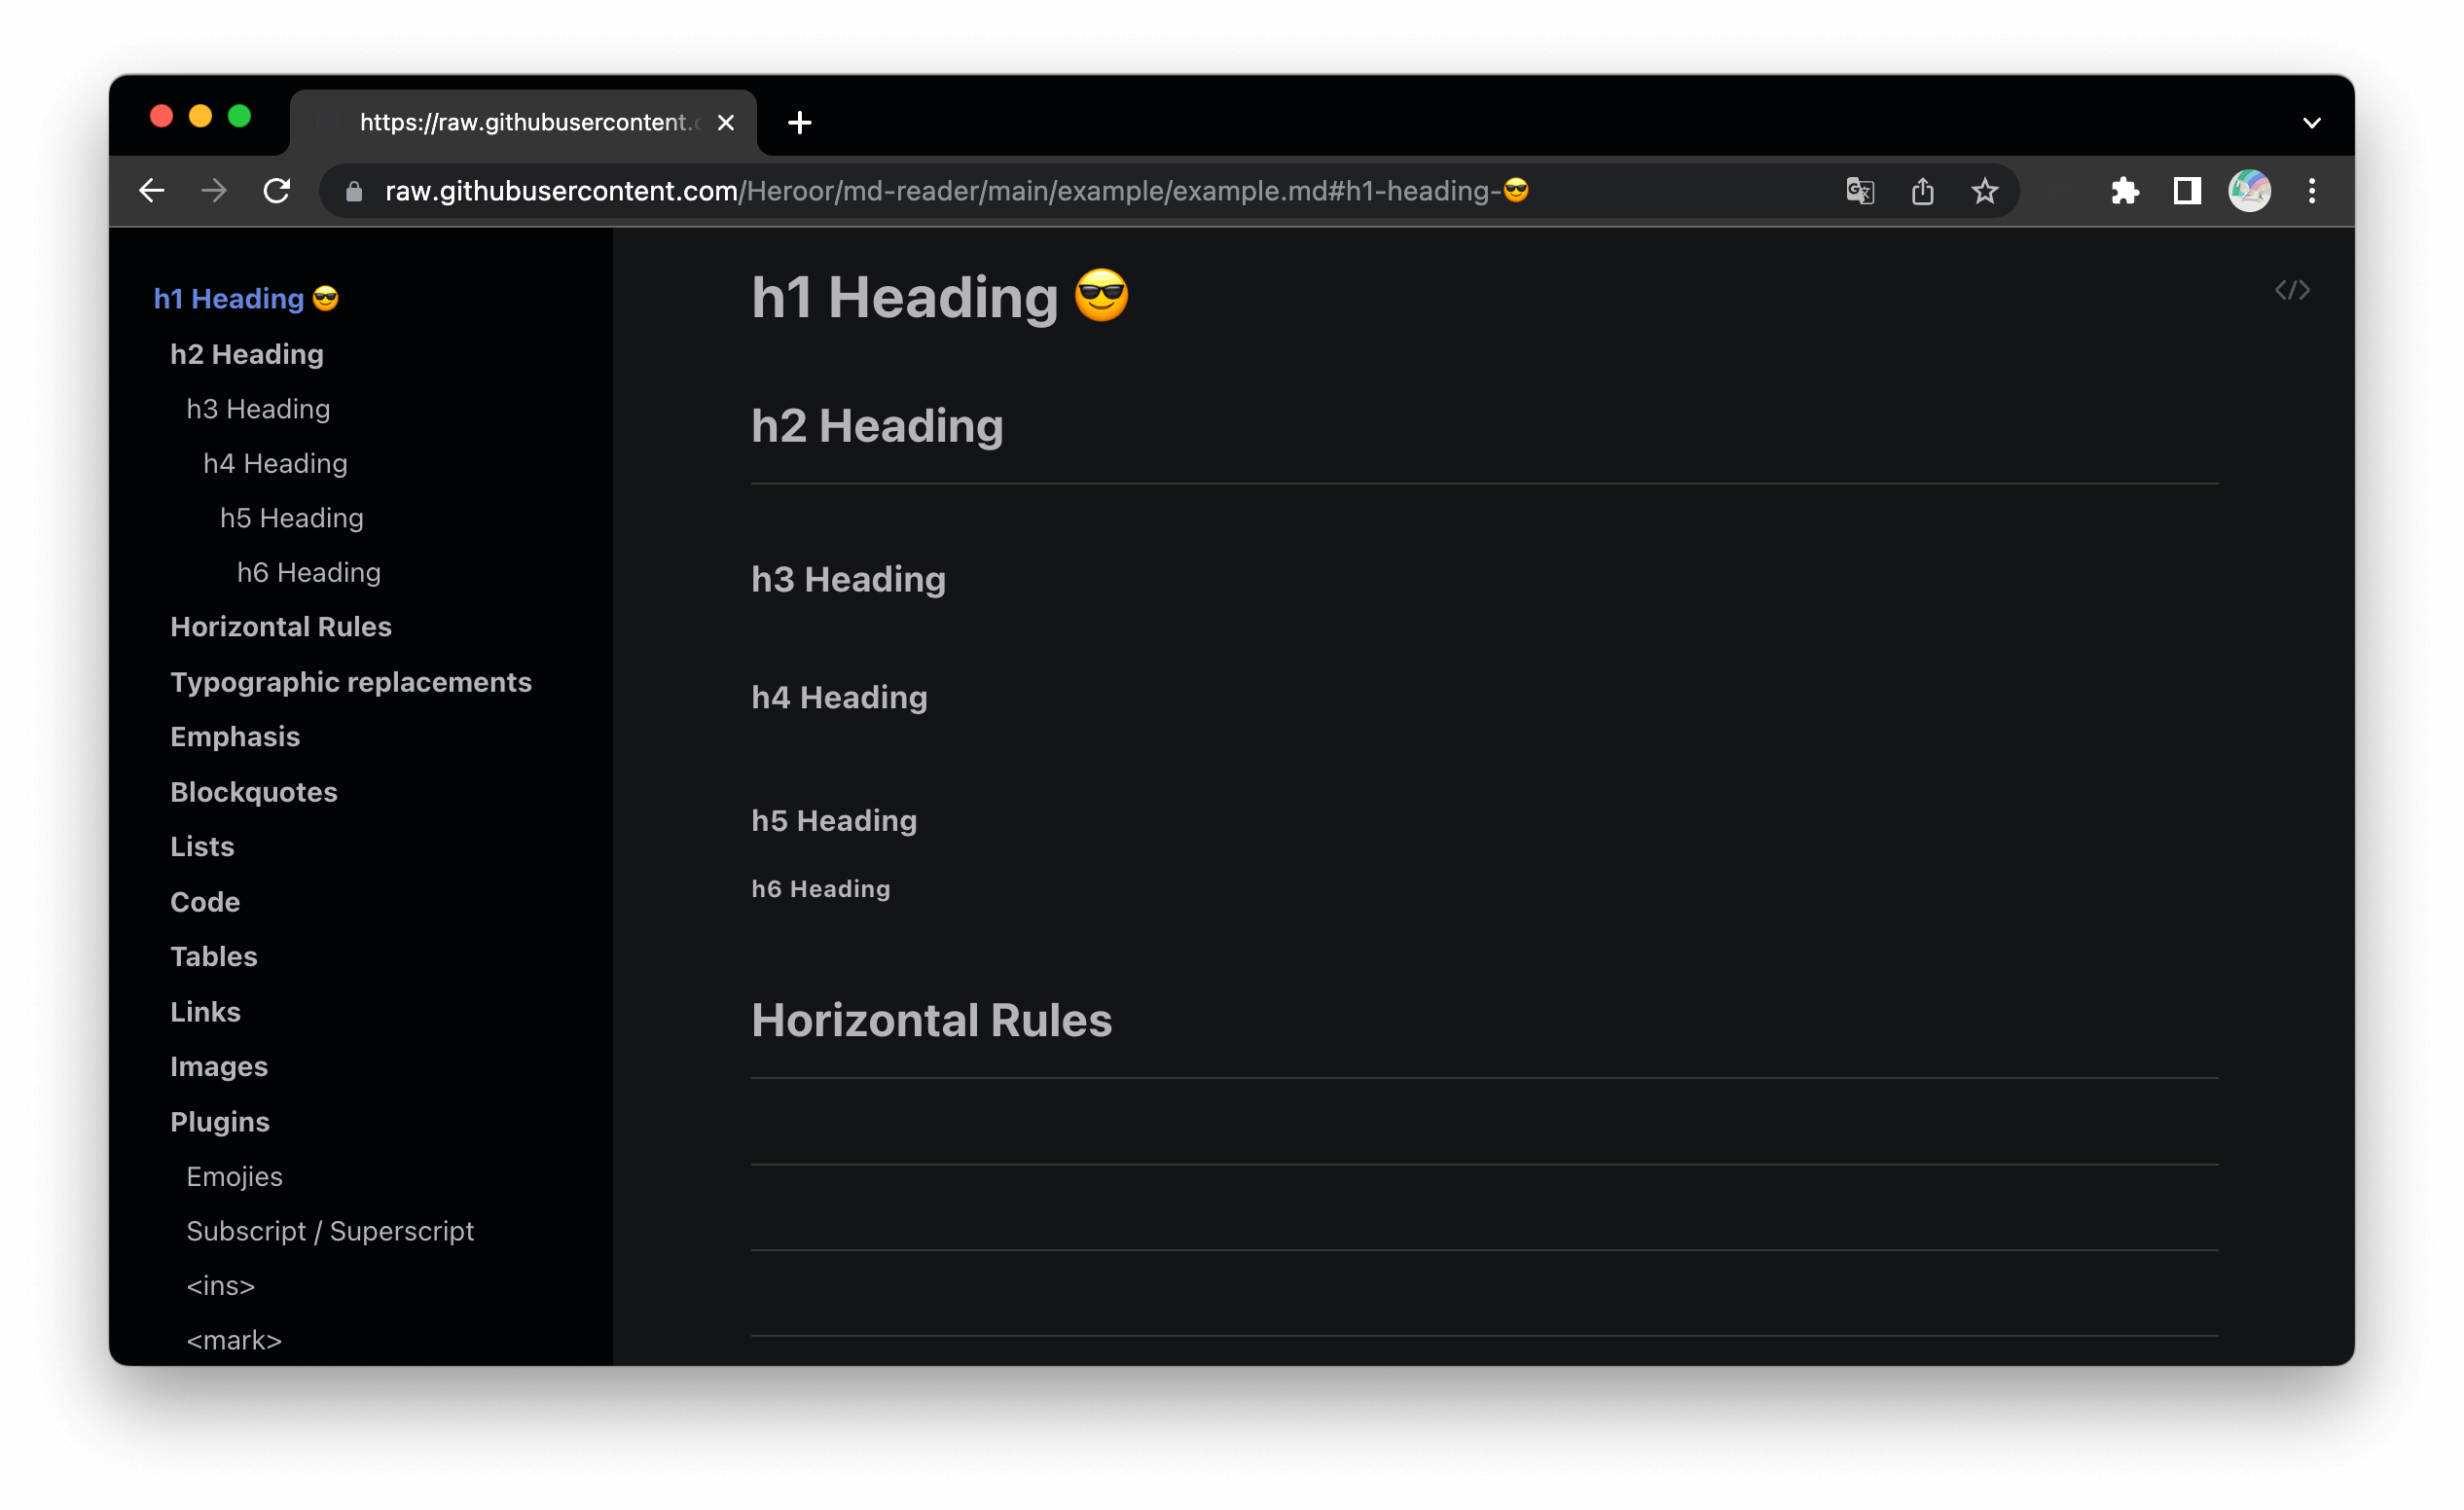 https://raw.githubusercontent.
raw.githubusercontent.com/Heroor/md-reader/main/example/example.md#h1-heading-😎
h1 Heading 😎
h2 Heading
h3 Heading
h4 Heading
h5 Heading
h6 Heading
Horizontal Rules
Typographic replacements
Emphasis
Blockquotes
Lists
Code
Tables
Links
Images
Plugins
Emojies
Subscript / Superscript
<ins>
<mark>
h1 Heading 😎
</>
h2 Heading
h3 Heading
h4 Heading
h5 Heading
h6 Heading
Horizontal Rules